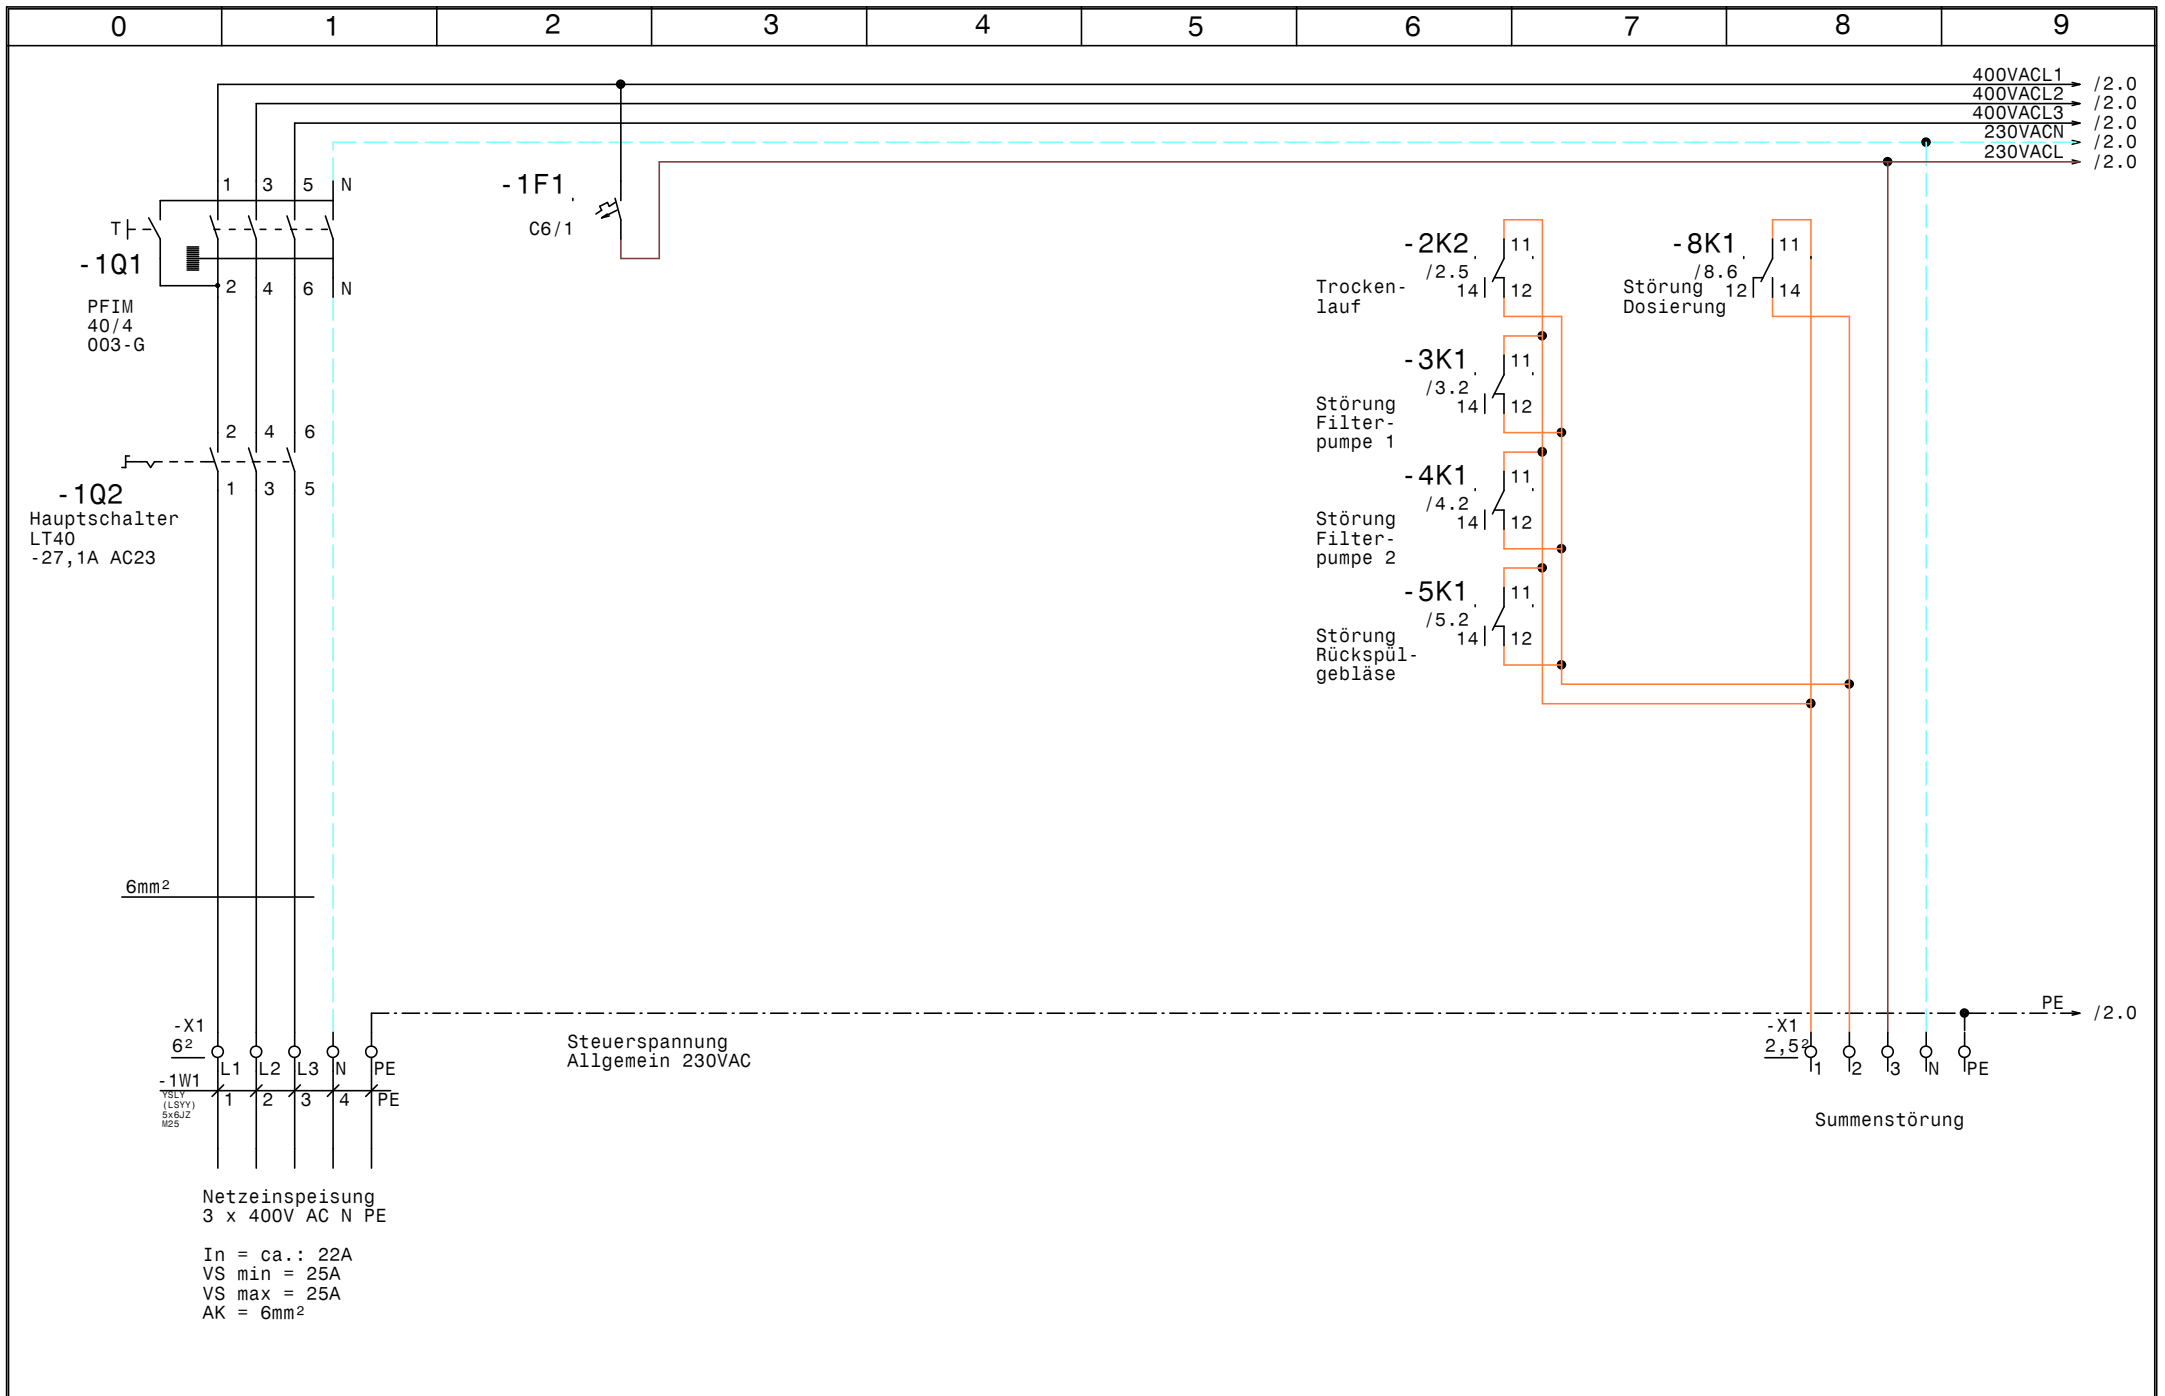 0 1 2 3 4 5 6 7 8 9
400VACL1 /2.0
400VACL2 /2.0
400VACL3 /2.0
230VACN /2.0
230VACL /2.0
1 3 5 N
T
-1Q1
2 4 6 N
PFIM
40/4
003-G
-1F1
C6/1
2 4 6
-1Q2
1 3 5
Hauptschalter
LT40
-27,1A AC23
-2K2 11
/2.5
14 12
Trocken-
lauf
-3K1 11
/3.2
14 12
Störung
Filter-
pumpe 1
-4K1 11
/4.2
14 12
Störung
Filter-
pumpe 2
-5K1 11
/5.2
14 12
Störung
Rückspül-
gebläse
-8K1 11
/8.6
12 14
Störung
Dosierung
6mm²
PE /2.0
-X1
6²
L1 L2 L3 N PE
-1W1
YSLY
(LSYY)
5x6JZ
M25
1 2 3 4 PE
Steuerspannung
Allgemein 230VAC
-X1
2,5²
1 2 3 N PE
Summenstörung
Netzeinspeisung
3 x 400V AC N PE
In = ca.: 22A
VS min = 25A
VS max = 25A
AK = 6mm²